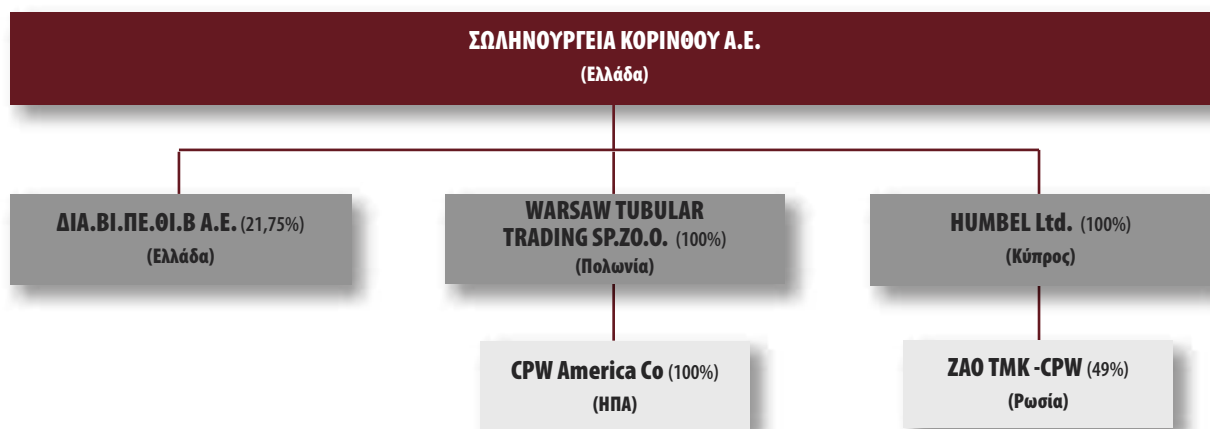 ΣΩΛΗΝΟΥΡΓΕΙΑ ΚΟΡΙΝΘΟΥ Α.Ε.
(Ελλάδα)
ΔΙΑ.ΒΙ.ΠΕ.ΘΙ.Β Α.Ε. (21,75%)
(Ελλάδα)
WARSAW TUBULAR
TRADING SP.ZO.O. (100%)
(Πολωνία)
HUMBEL Ltd. (100%)
(Κύπρος)
CPW America Co (100%)
(ΗΠΑ)
ZAO TMK -CPW (49%)
(Ρωσία)